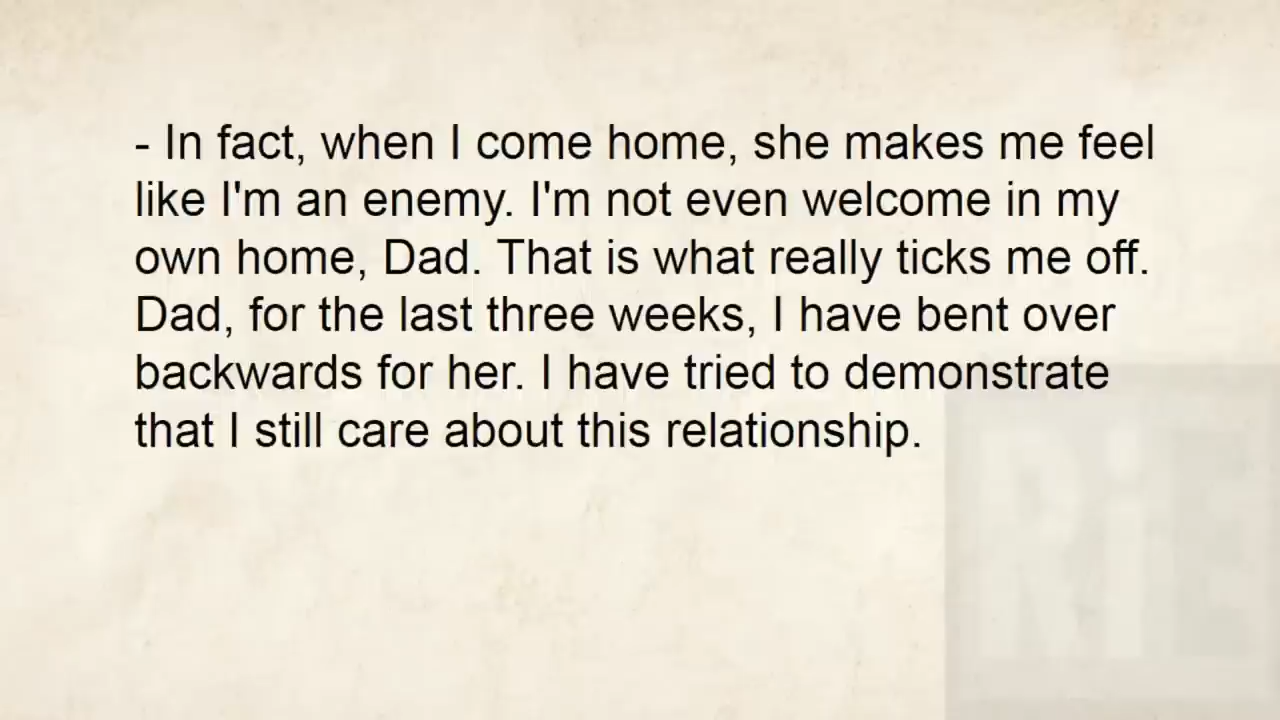 - In fact, when I come home, she makes me feel
like I'm an enemy. I'm not even welcome in my
own home, Dad. That is what really ticks me off.
Dad, for the last three weeks, I have bent over
backwards for her. I have tried to demonstrate
that I still care about this relationship.
RiE